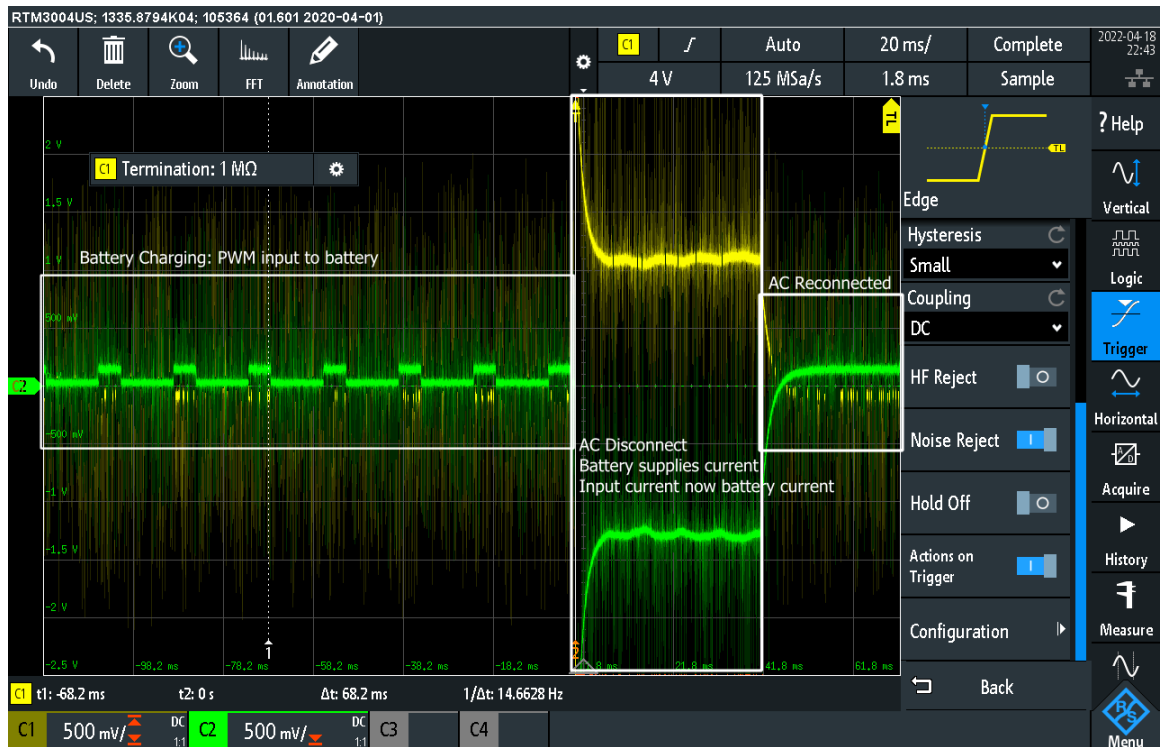 RTM3004US; 1335.8794K04; 105364 (01.601 2020-04-01)
Undo
Delete
Zoom
FFT
Annotation
C1
Auto
20 ms/
Complete
4 V
125 MSa/s
1.8 ms
Sample
2022-04-18
22:43
TL
2 V
C1 Termination: 1 MΩ
1.5 V
1 V
Battery Charging: PWM input to battery
500 mV
AC Reconnected
C2
-500 mV
AC Disconnect
Battery supplies current
Input current now battery current
-1 V
-1.5 V
-2 V
1
-2.5 V
-98.2 ms
-78.2 ms
-58.2 ms
-38.2 ms
-18.2 ms
21.8 ms
41.8 ms
61.8 ms
C1 t1: -68.2 ms t2: 0 s Δt: 68.2 ms 1/Δt: 14.6628 Hz
C1 500 mV/ DC 1:1
C2 500 mV/ DC 1:1
C3
C4
TL
Edge
Hysteresis
Small
Coupling
DC
HF Reject
Noise Reject
Hold Off
Actions on
Trigger
Configuration
Back
? Help
Vertical
Logic
Trigger
Horizontal
Acquire
History
Measure
R&S
Menu